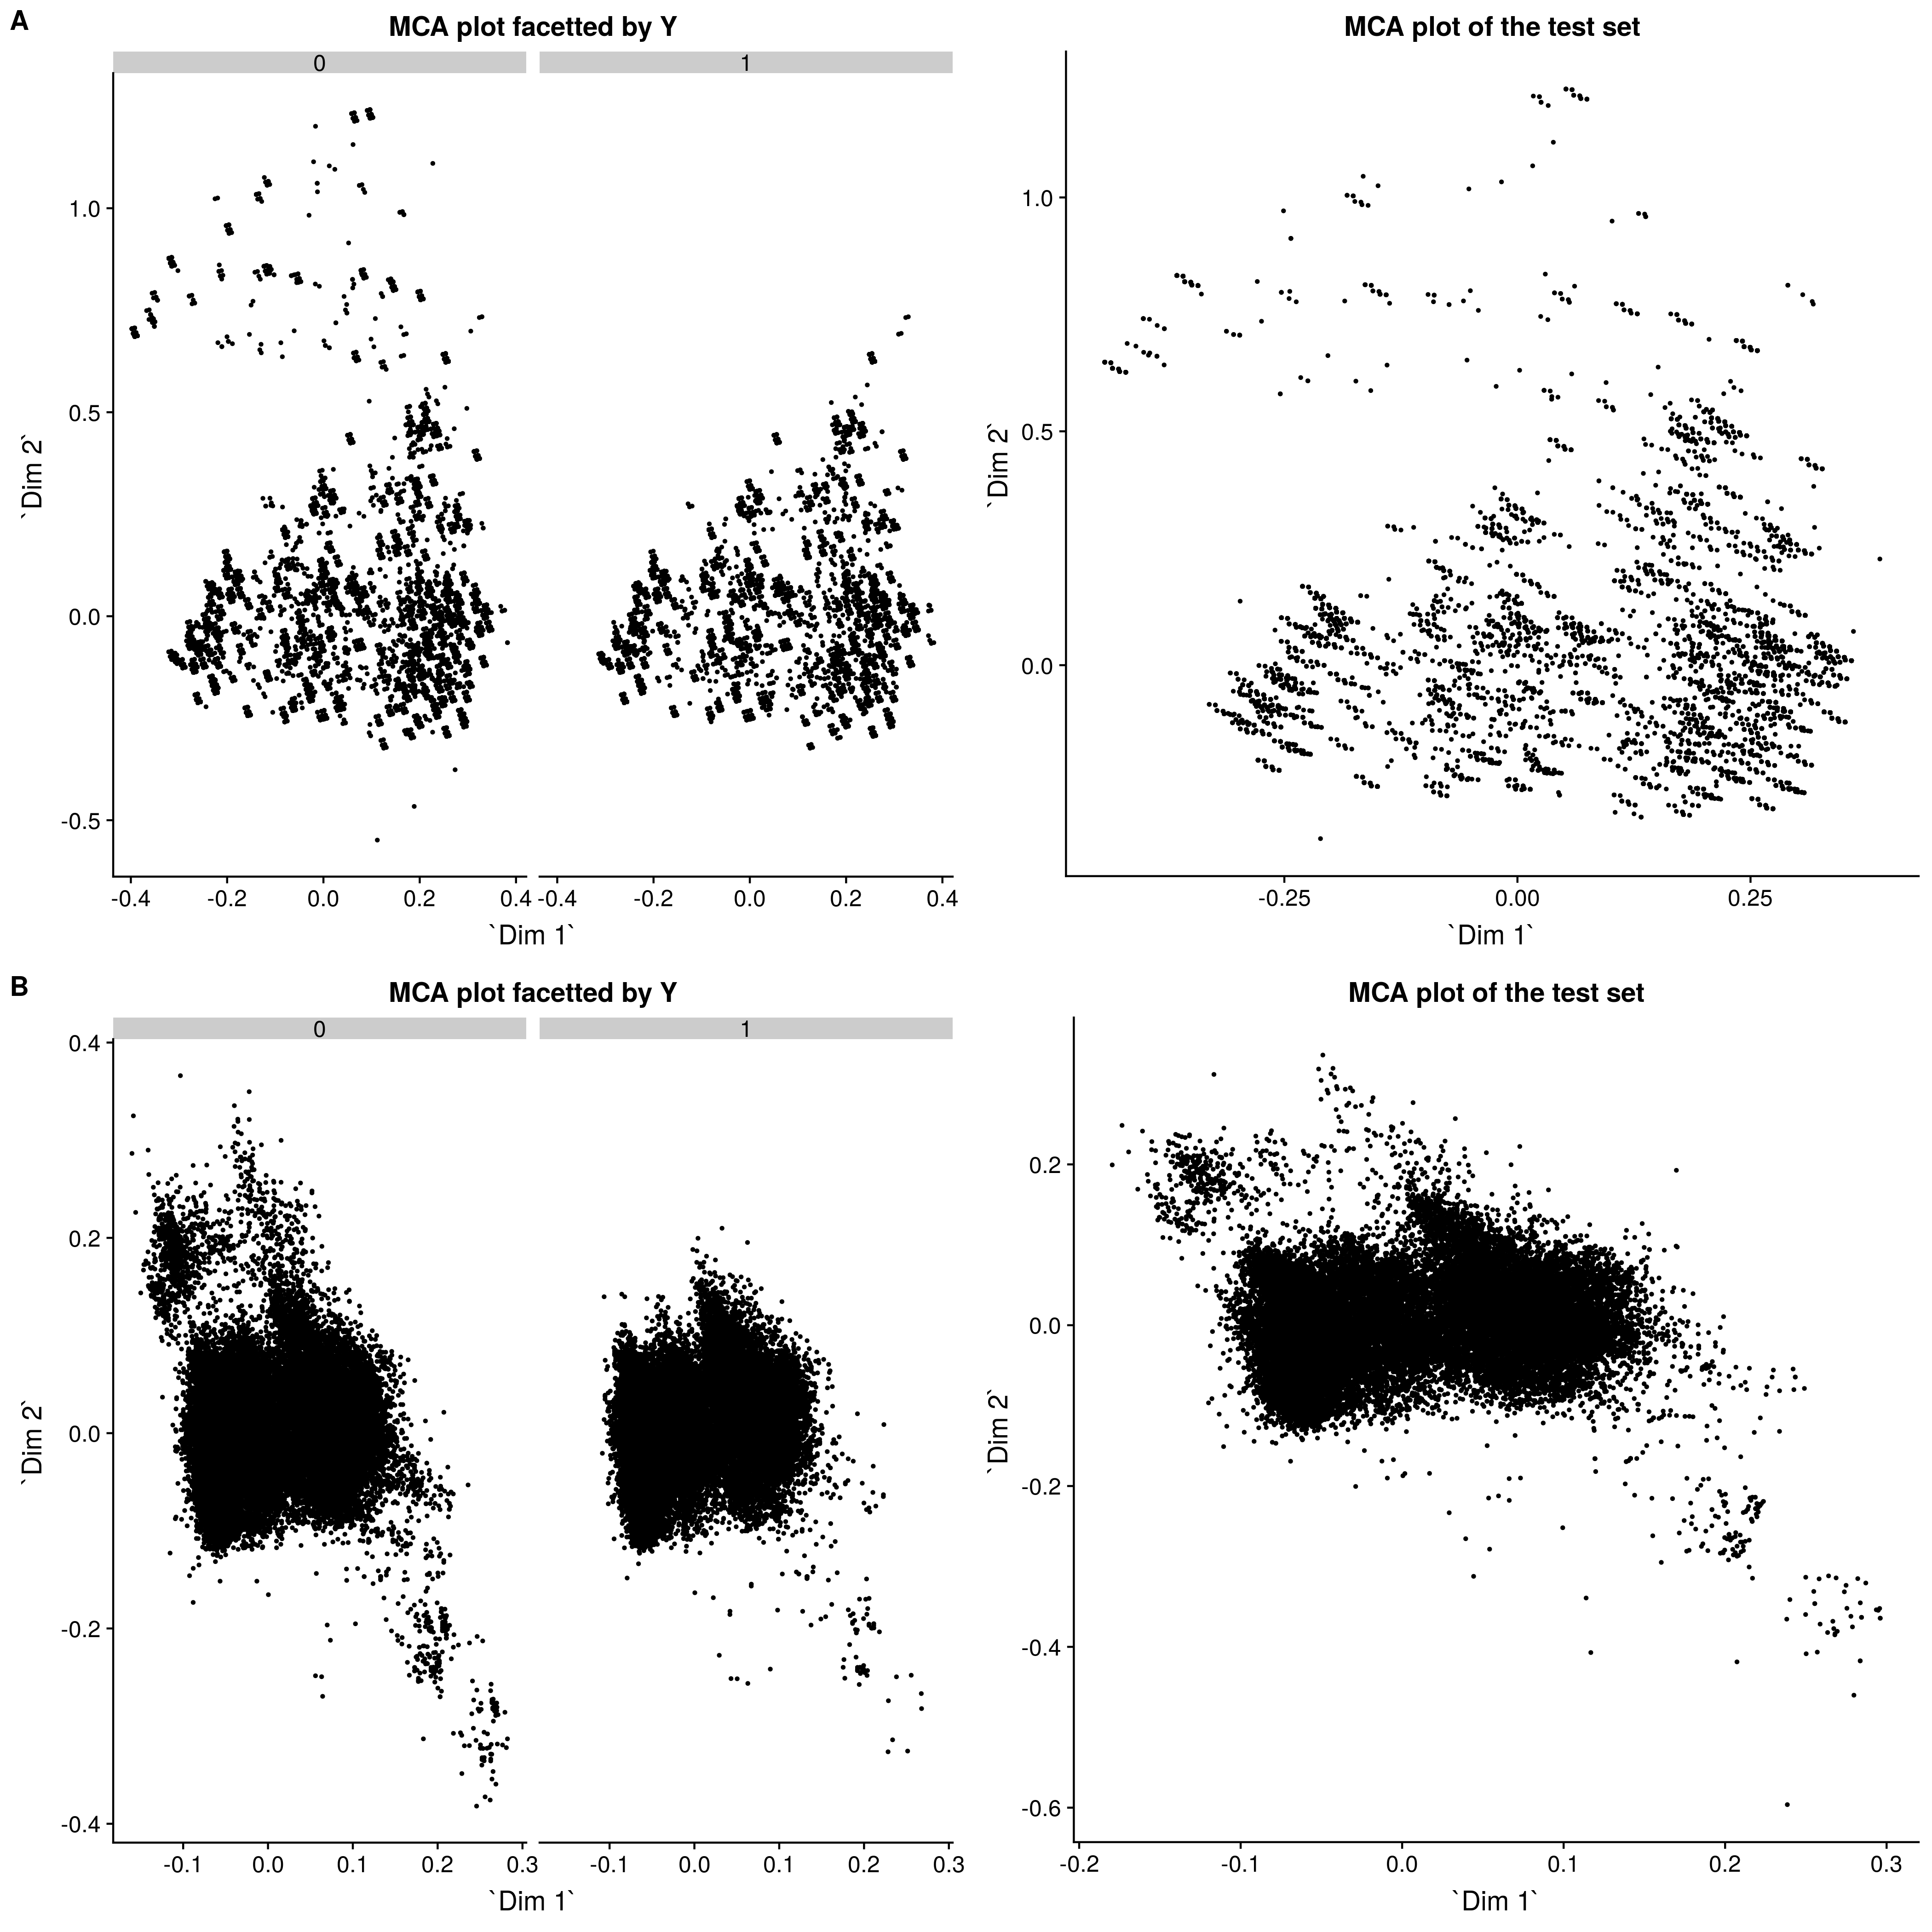 A
MCA plot facetted by Y
MCA plot of the test set
0
1
1.0
0.5
0.0
-0.5
`Dim 2`
-0.4 -0.2 0.0 0.2 0.4
-0.4 -0.2 0.0 0.2 0.4
`Dim 1`
1.0
0.5
0.0
`Dim 2`
-0.25 0.00 0.25
`Dim 1`
B
MCA plot facetted by Y
MCA plot of the test set
0
1
0.4
0.2
0.0
-0.2
-0.4
`Dim 2`
-0.1 0.0 0.1 0.2 0.3
-0.1 0.0 0.1 0.2 0.3
`Dim 1`
0.2
0.0
-0.2
-0.4
-0.6
`Dim 2`
-0.2 -0.1 0.0 0.1 0.2 0.3
`Dim 1`